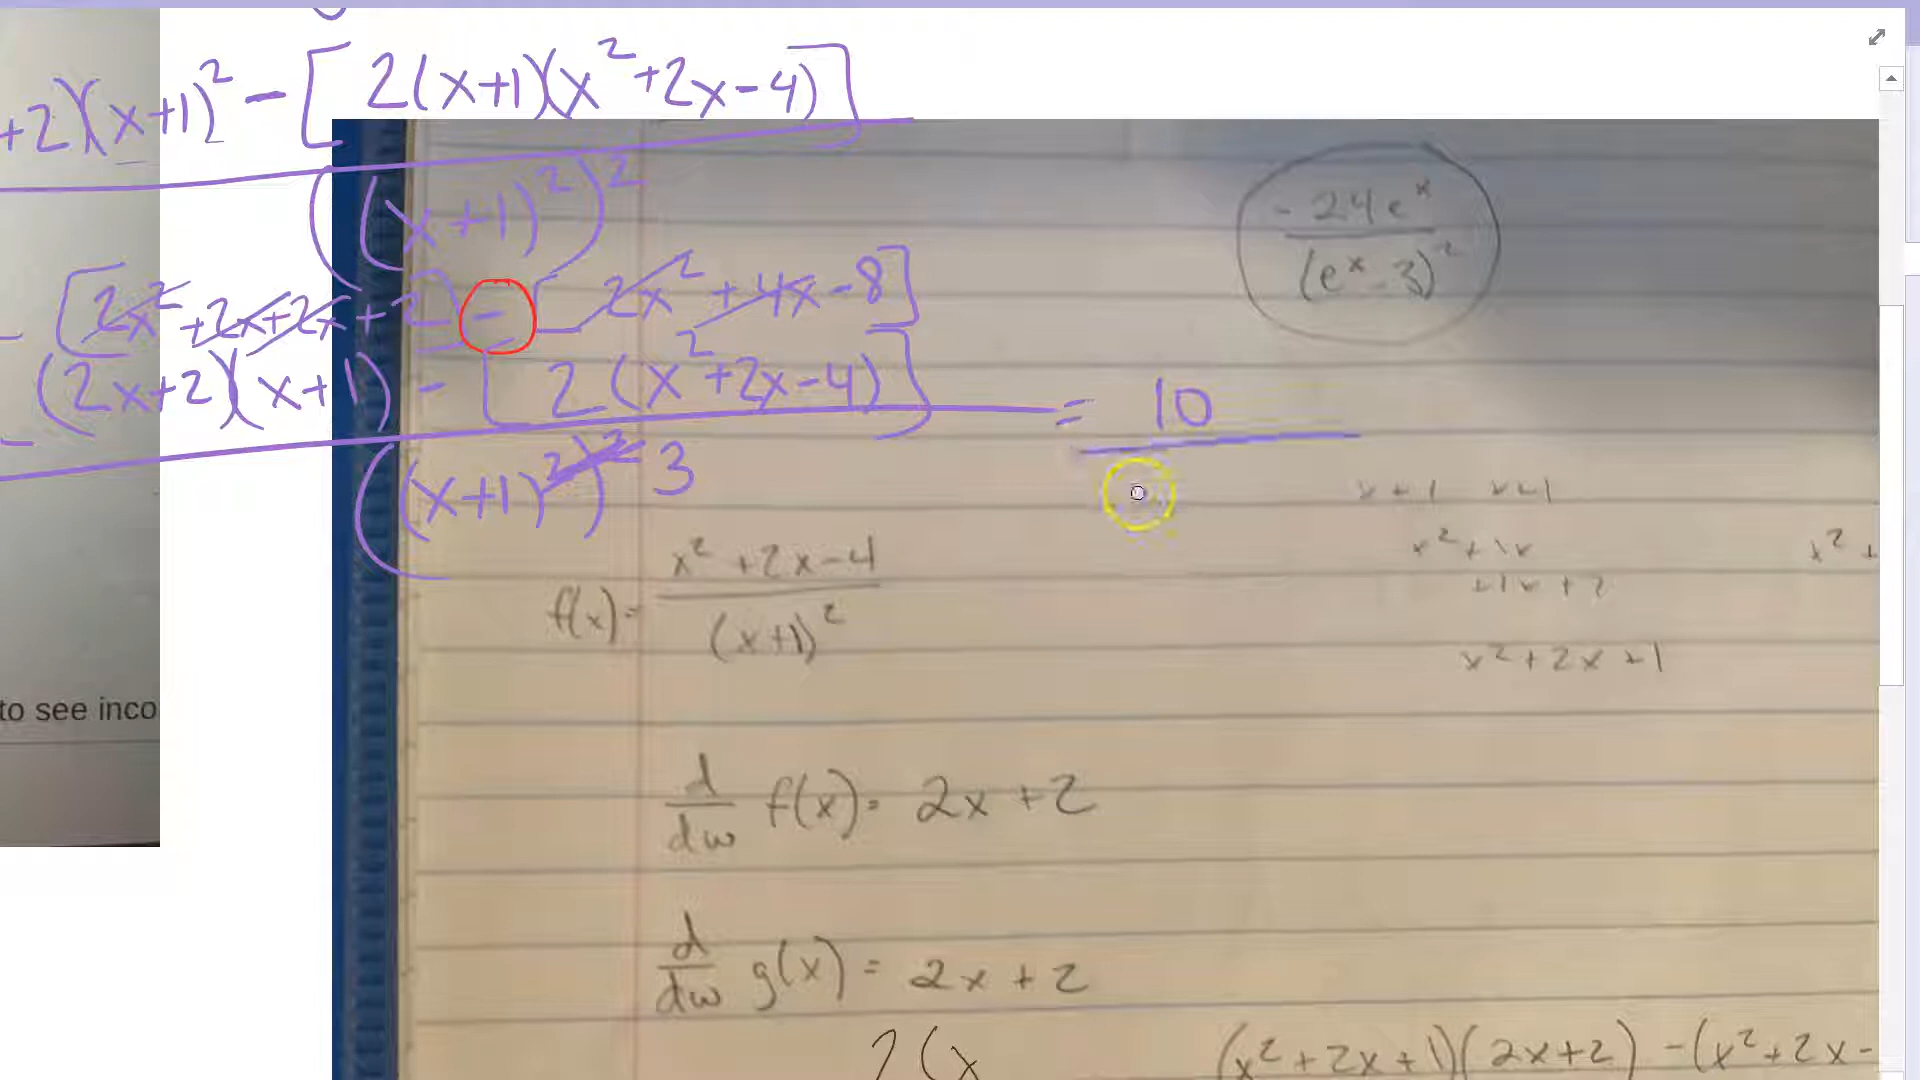 +2)(x+1)² - [2(x+1)(x²+2x-4)]
((x+1)²)²
-24eˣ
(eˣ-3)²
- [2x²+2x+2x+2] - [2x²+4x-8]
(2x+2)(x+1) - [2(x²+2x-4)] = 10
((x+1)²)² 3
x+1 x+1
x²+1x
x²+
+1x+2
x²+2x+1
f(x)= x²+2x-4
(x+1)²
to see inco
d
dw f(x)= 2x+2
d
dw g(x)= 2x+2
2(x
(x²+2x+1)(2x+2) -(x²+2x-